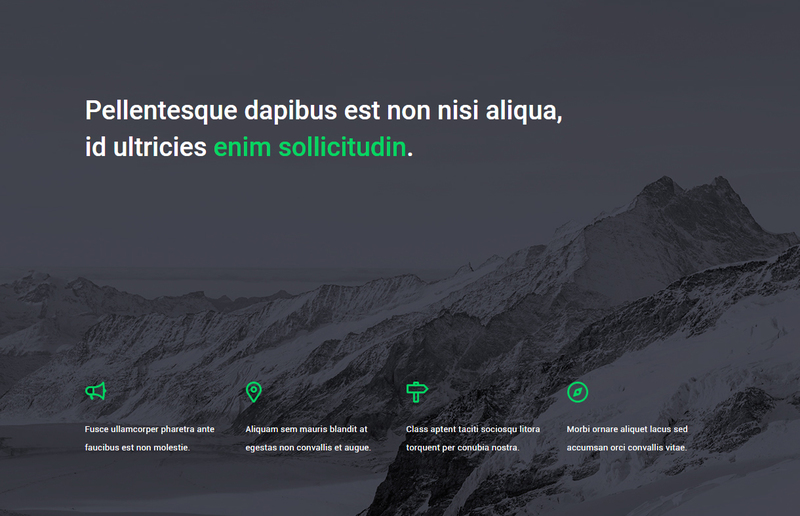 Pellentesque dapibus est non nisi aliqua,
id ultricies enim sollicitudin.
Fusce ullamcorper pharetra ante
faucibus est non molestie.
Aliquam sem mauris blandit at
egestas non convallis et augue.
Class aptent taciti sociosqu litora
torquent per conubia nostra.
Morbi ornare aliquet lacus sed
accumsan orci convallis vitae.